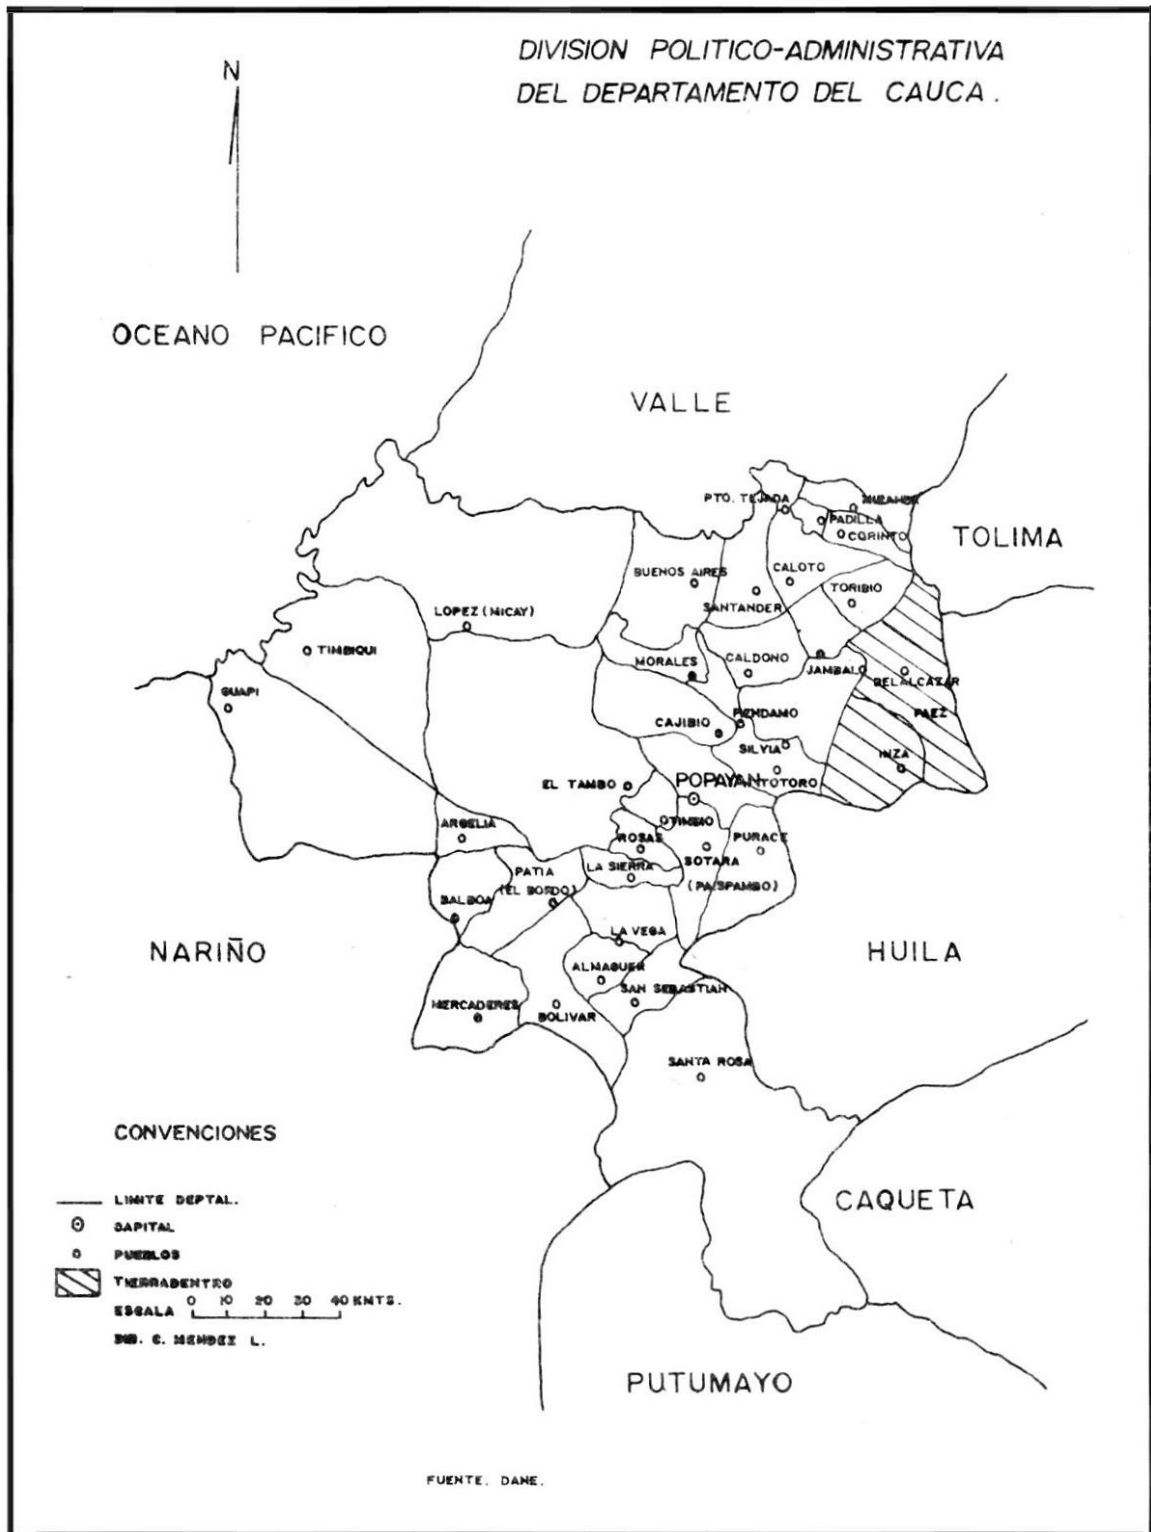 DIVISION POLITICO-ADMINISTRATIVA
DEL DEPARTAMENTO DEL CAUCA.
N
OCEANO PACIFICO
VALLE
PTO. TEJADA
MIRANDA
PADILLA
CORINTO
TOLIMA
BUENOS AIRES
CALOTO
TORIBIO
SANTANDER
LOPEZ (MICAY)
TIMBIQUI
MORALES
CALDONO
JAMBALO
BELALCAZAR
GUAPI
PAEZ
CAJIBIO
PIENDAMO
SILVIA
INZA
EL TAMBO
POPAYAN
TOTORO
ARGELIA
TIMBIO
ROSAS
PURACE
SOTARA
PATIA
LA SIERRA
(EL BORDO)
(PAISPAMBO)
BALBOA
LA VEGA
NARIÑO
HUILA
ALMAGUER
SAN SEBASTIAN
MERCADERES
BOLIVAR
SANTA ROSA
CONVENCIONES
LIMITE DEPTAL.
CAPITAL
PUEBLOS
TIERRADENTRO
ESCALA 0 10 20 30 40 KMTS.
DIB. C. MENDEZ L.
CAQUETA
PUTUMAYO
FUENTE. DANE.